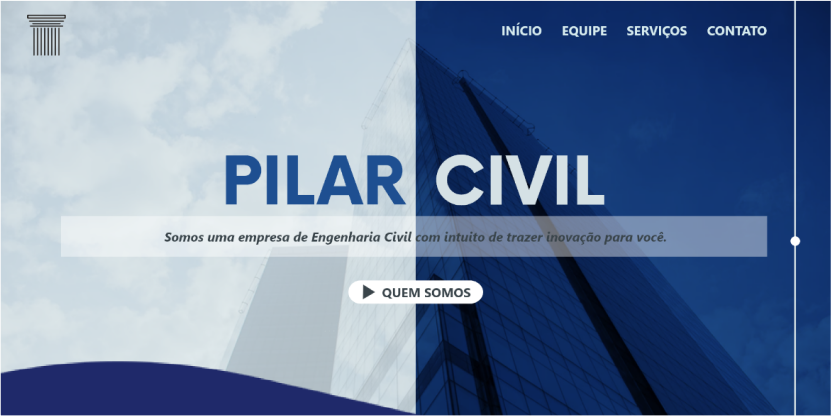 INÍCIO EQUIPE SERVIÇOS CONTATO
PILAR CIVIL
Somos uma empresa de Engenharia Civil com intuito de trazer inovação para você.
QUEM SOMOS